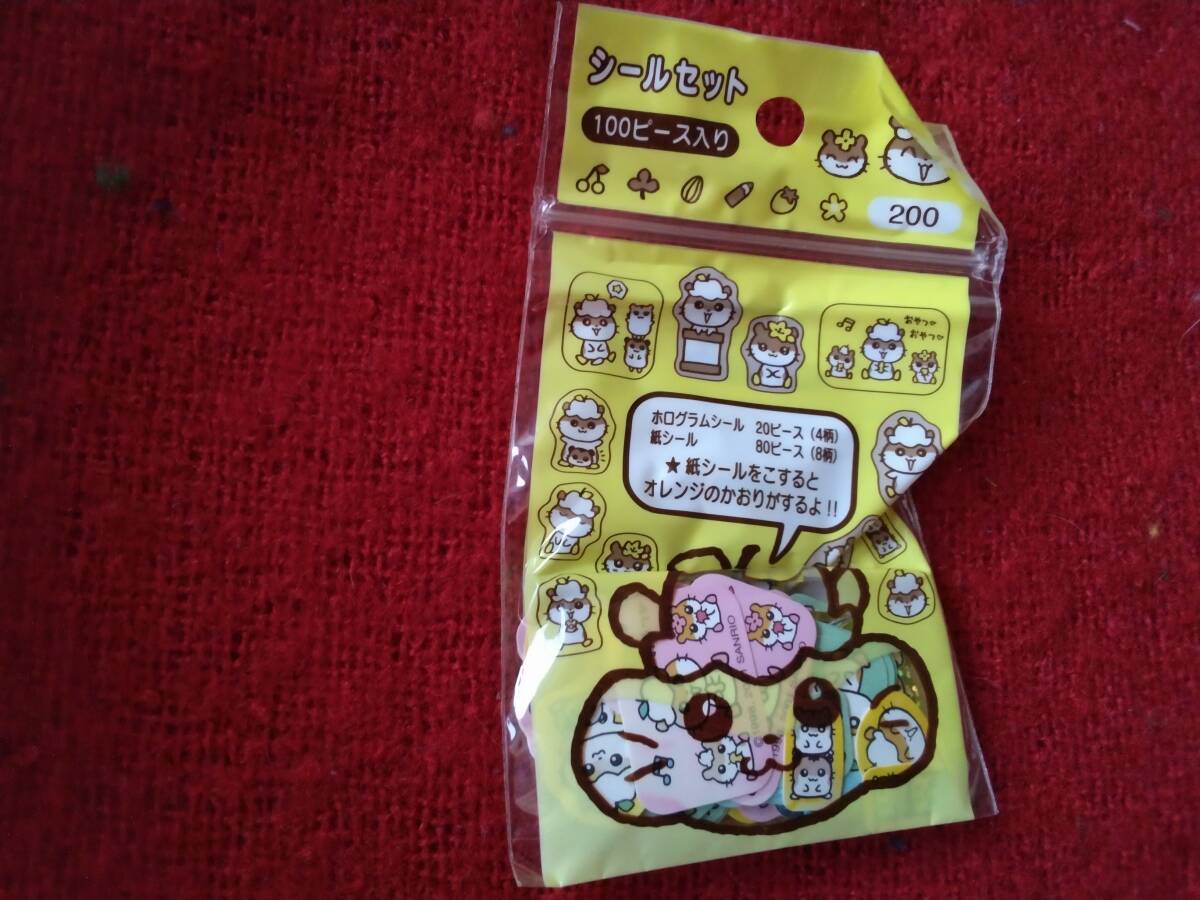 シールセット
100ピース入り
200
おやつ♡
おやつ♡
ホログラムシール 20ピース (4柄)
紙シール 80ピース (8柄)
★紙シールをこすると
オレンジのかおりがするよ!!
SANRIO